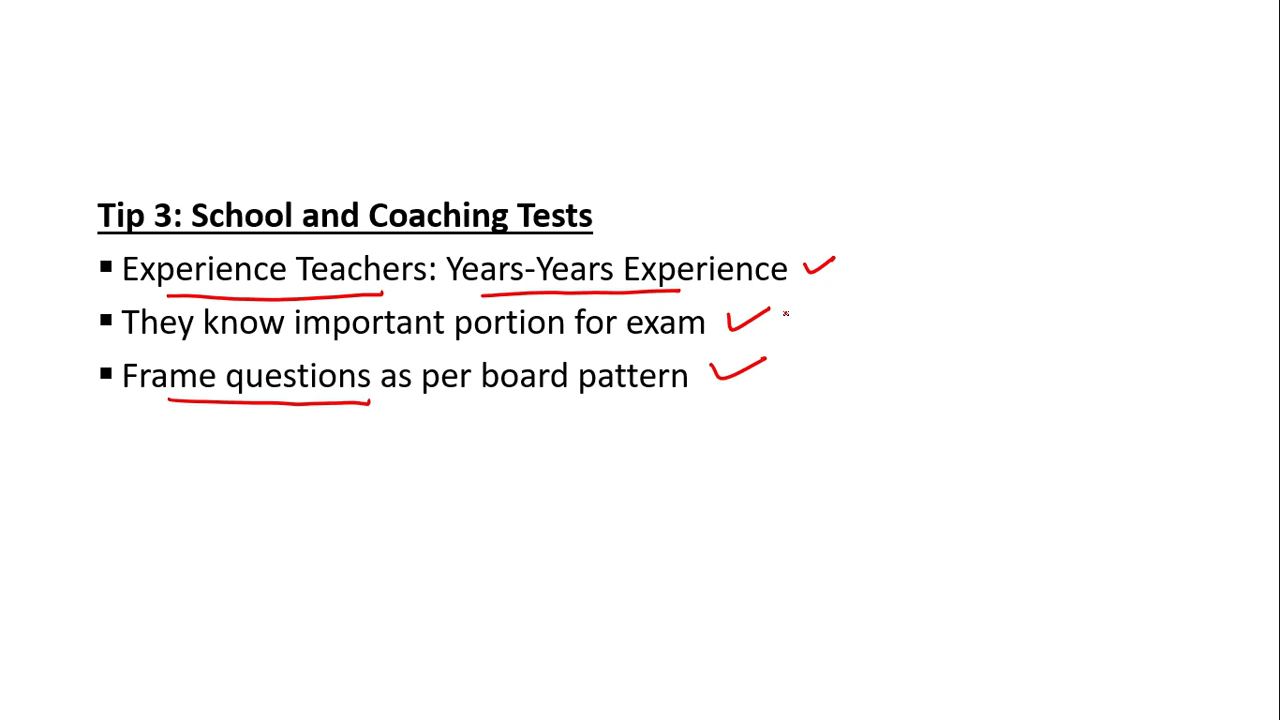 Tip 3: School and Coaching Tests
▪ Experience Teachers: Years-Years Experience
▪ They know important portion for exam
▪ Frame questions as per board pattern